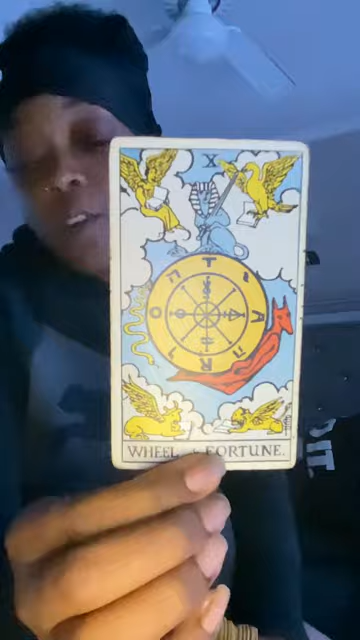 X
ה T י
O A
ו R ה
WHEEL FORTUNE.